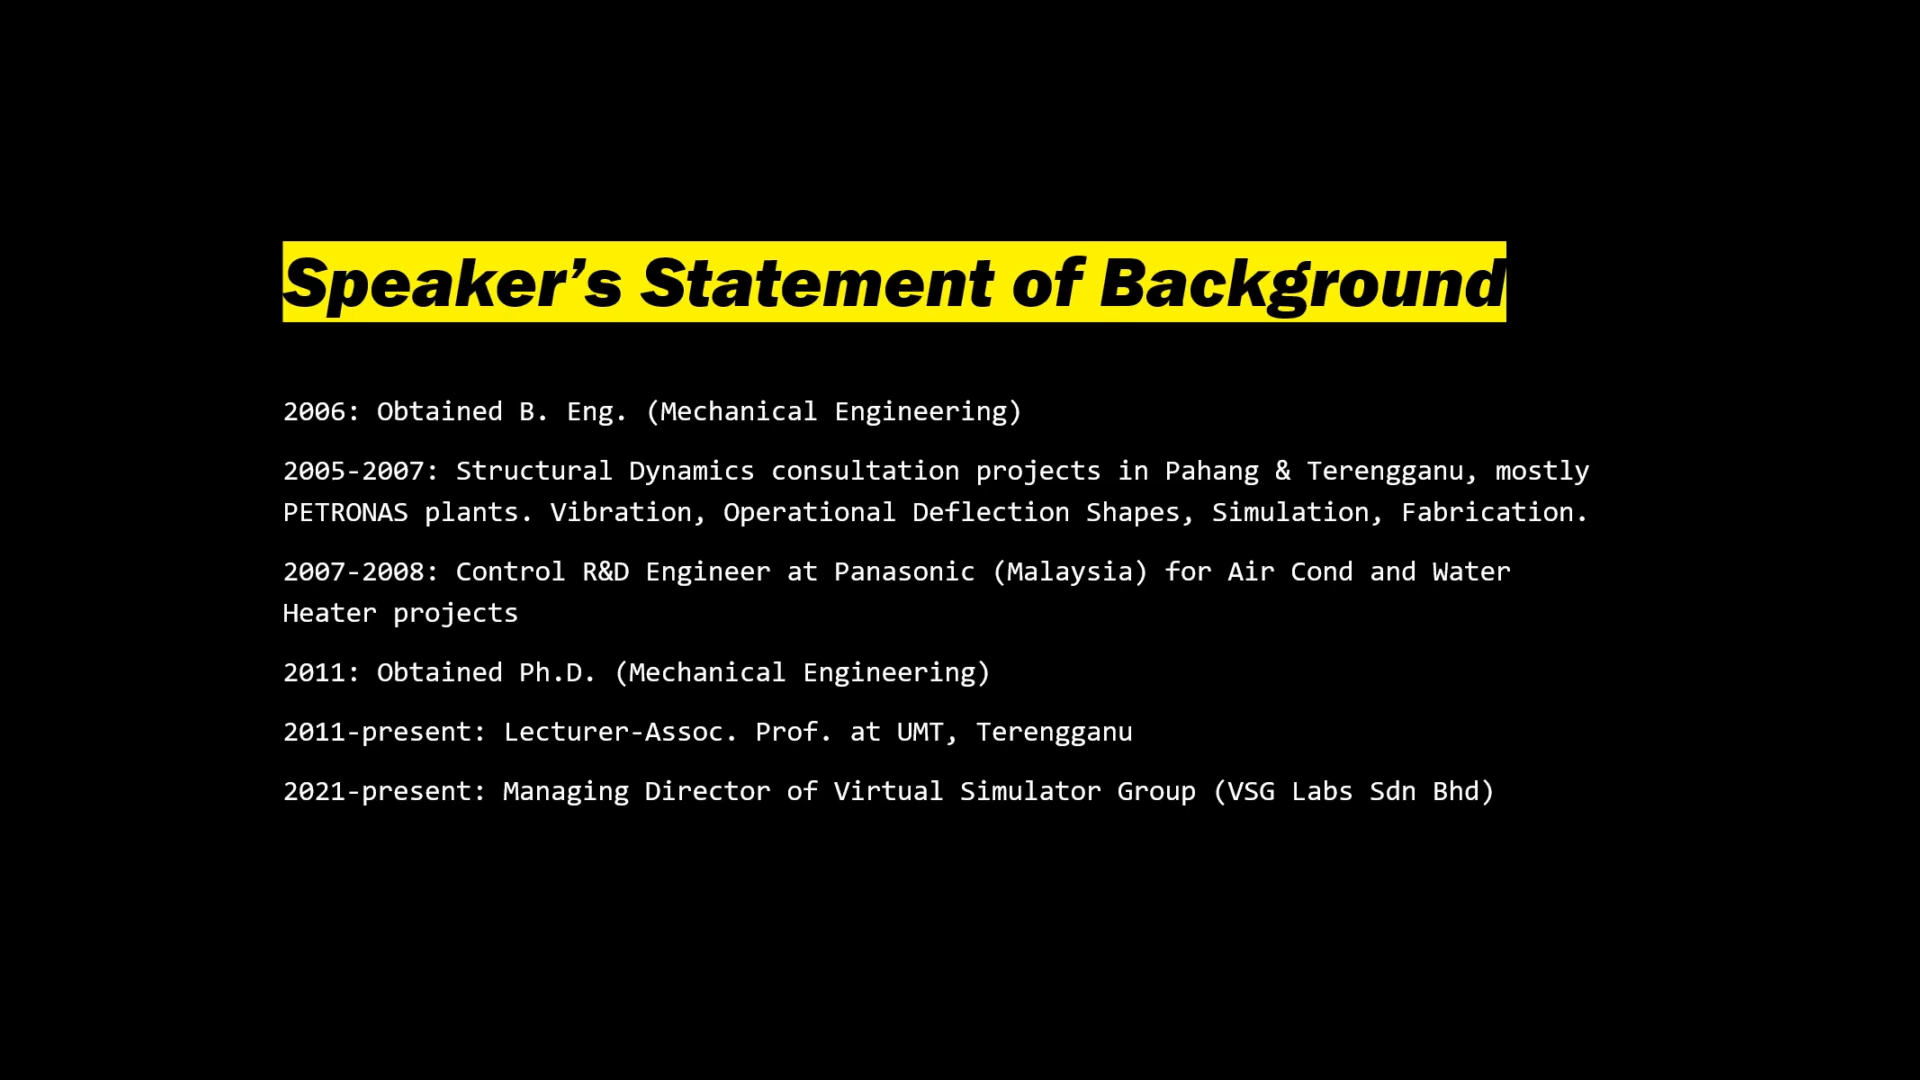 Speaker’s Statement of Background
2006: Obtained B. Eng. (Mechanical Engineering)
2005-2007: Structural Dynamics consultation projects in Pahang & Terengganu, mostly
PETRONAS plants. Vibration, Operational Deflection Shapes, Simulation, Fabrication.
2007-2008: Control R&D Engineer at Panasonic (Malaysia) for Air Cond and Water
Heater projects
2011: Obtained Ph.D. (Mechanical Engineering)
2011-present: Lecturer-Assoc. Prof. at UMT, Terengganu
2021-present: Managing Director of Virtual Simulator Group (VSG Labs Sdn Bhd)